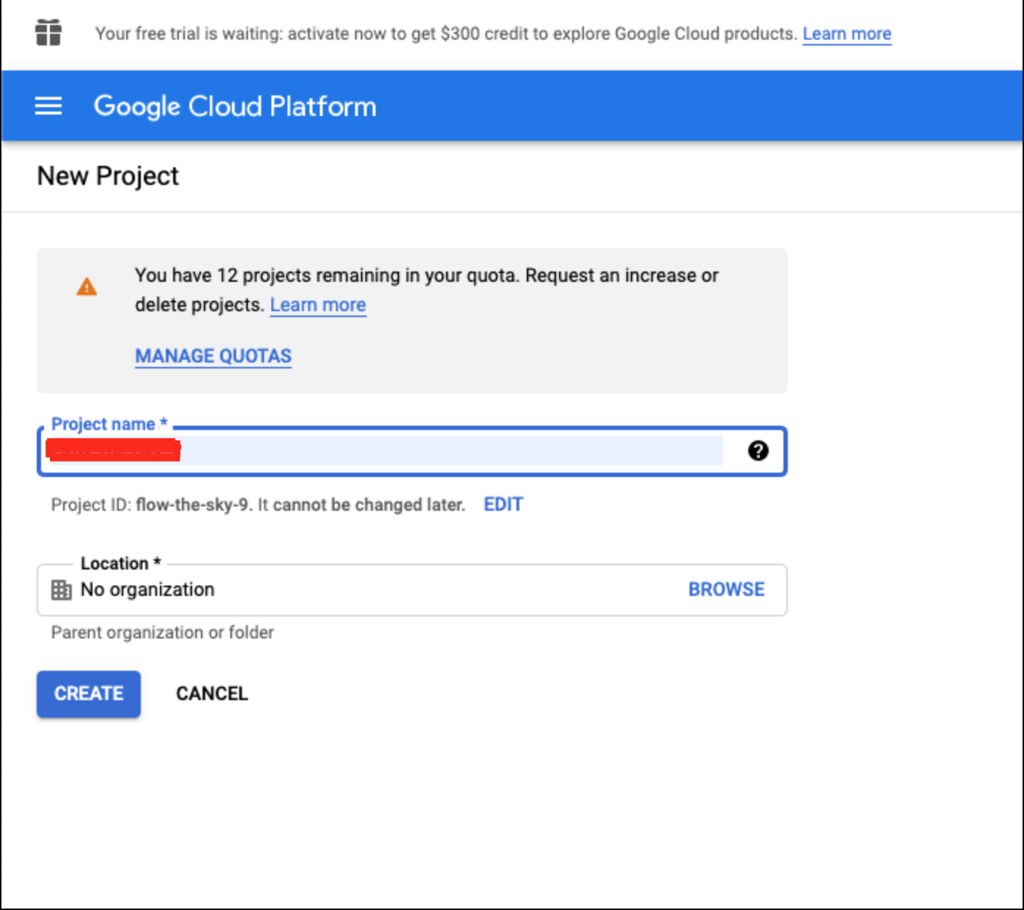 Your free trial is waiting: activate now to get $300 credit to explore Google Cloud products. Learn more
Google Cloud Platform
New Project
You have 12 projects remaining in your quota. Request an increase or
delete projects. Learn more
MANAGE QUOTAS
Project name *
Project ID: flow-the-sky-9. It cannot be changed later. EDIT
Location *
No organization BROWSE
Parent organization or folder
CREATE CANCEL